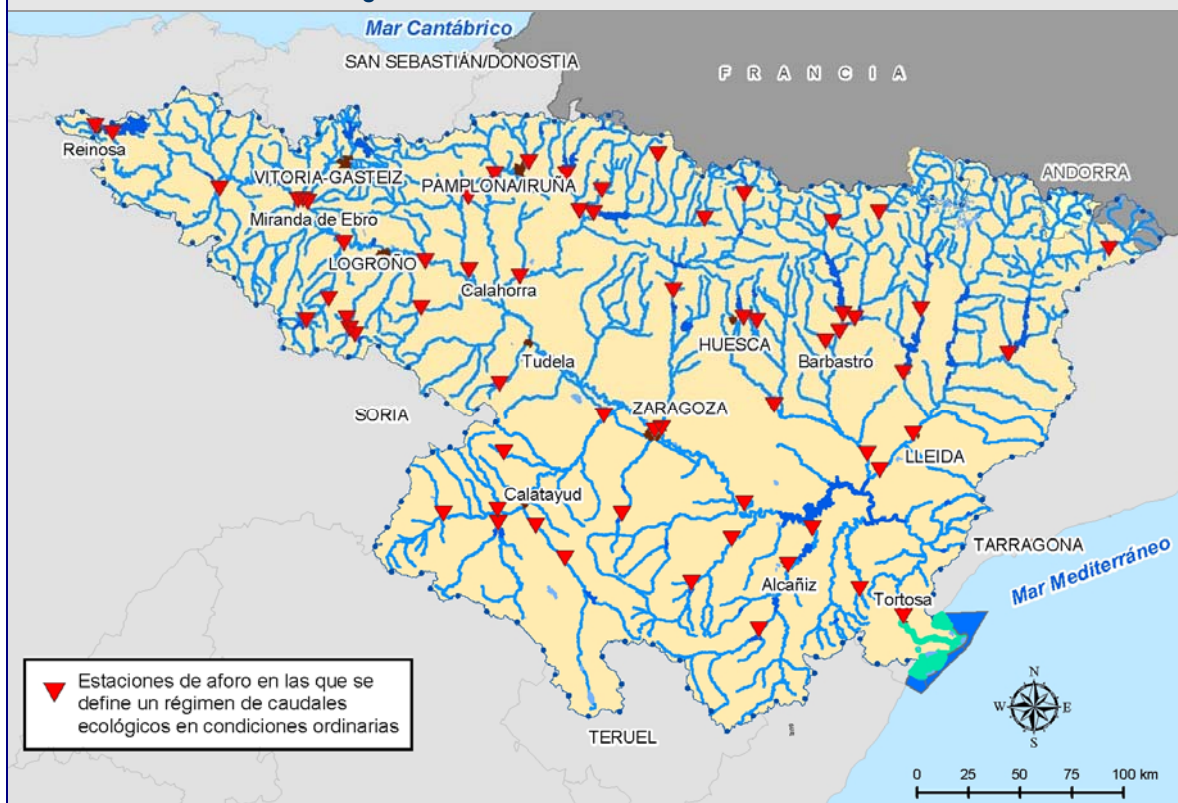 Mar Cantábrico
SAN SEBASTIÁN/DONOSTIA
F R A N C I A
Reinosa
VITORIA-GASTEIZ
PAMPLONA/IRUÑA
ANDORRA
Miranda de Ebro
LOGROÑO
Calahorra
HUESCA
Barbastro
Tudela
SORIA
ZARAGOZA
LLEIDA
Calatayud
TARRAGONA
Mar Mediterráneo
Alcañiz
Tortosa
Estaciones de aforo en las que se
define un régimen de caudales
ecológicos en condiciones ordinarias
TERUEL
N
W E
S
0 25 50 75 100 km